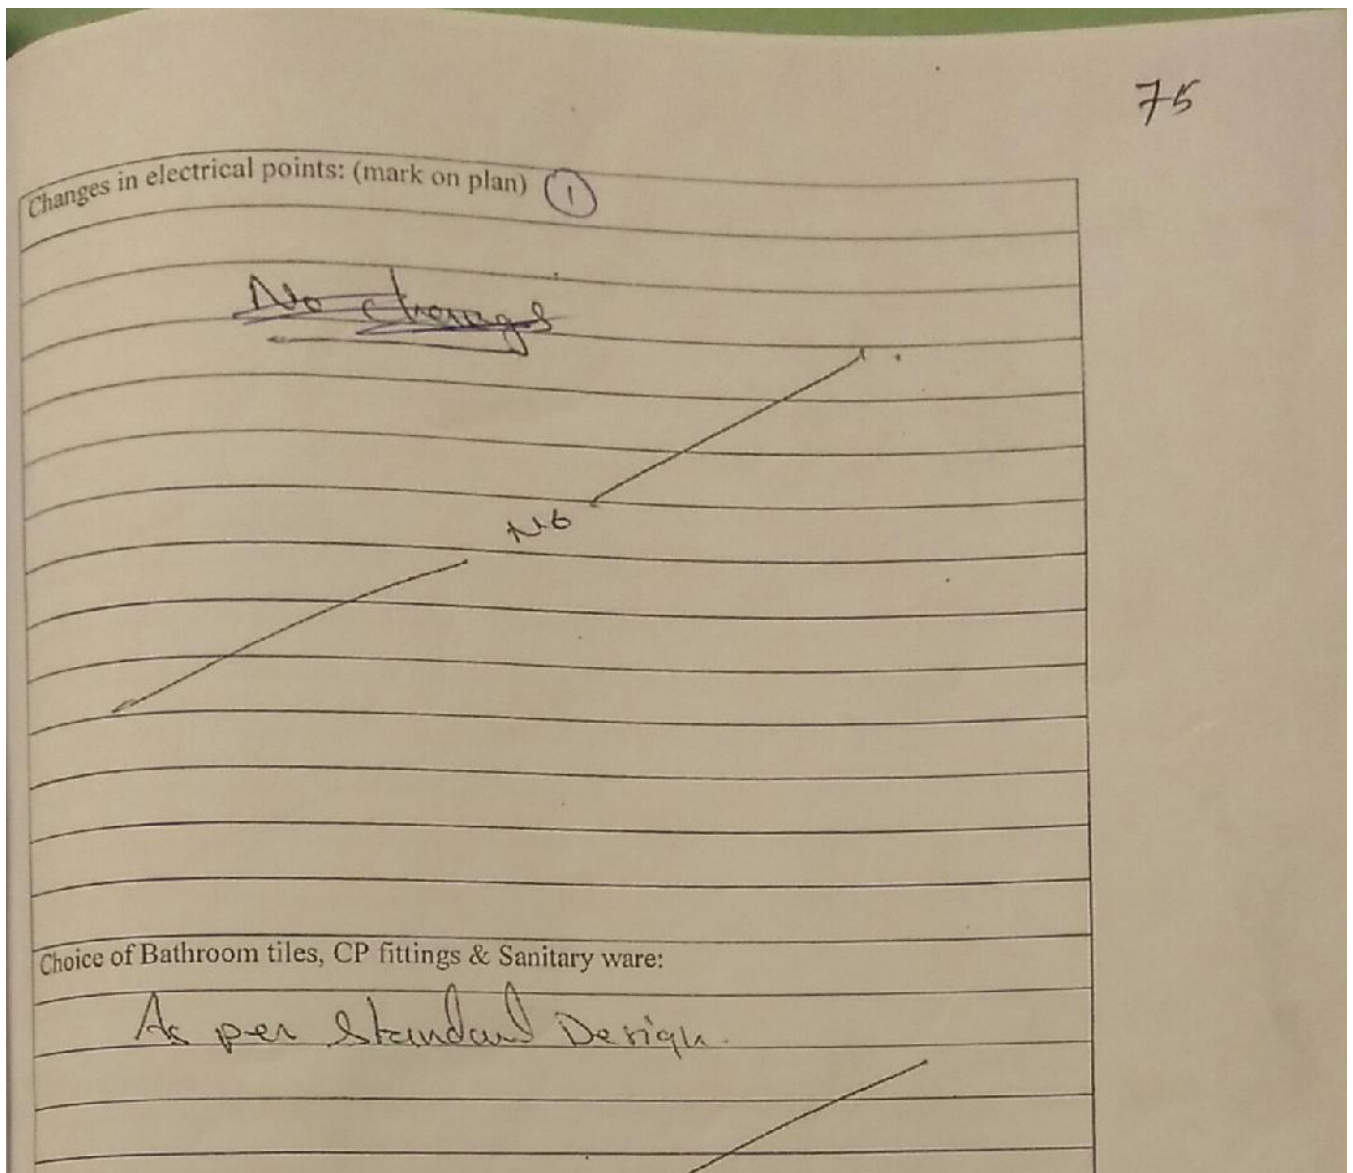 75
Changes in electrical points: (mark on plan) 1
No changes
No
Choice of Bathroom tiles, CP fittings & Sanitary ware:
As per Standard Design.